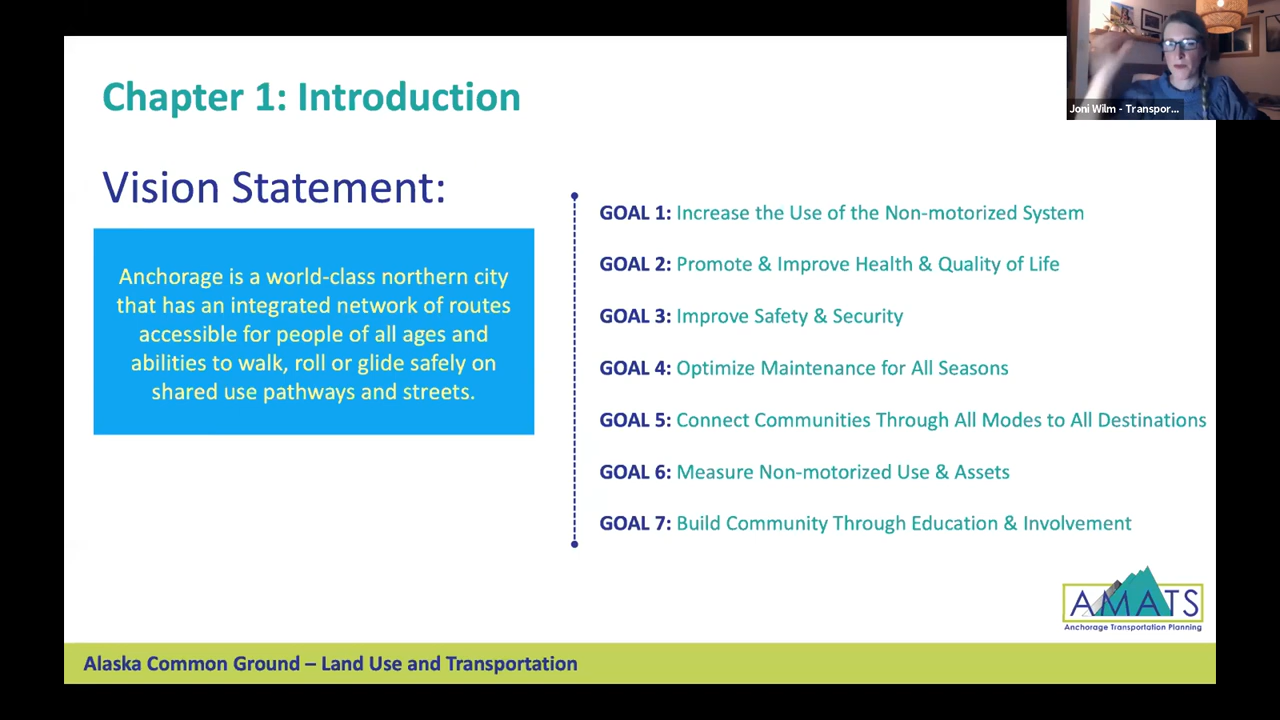 Chapter 1: Introduction
Joni Wilm - Transpor...
Vision Statement:
Anchorage is a world-class northern city
that has an integrated network of routes
accessible for people of all ages and
abilities to walk, roll or glide safely on
shared use pathways and streets.
GOAL 1: Increase the Use of the Non-motorized System
GOAL 2: Promote & Improve Health & Quality of Life
GOAL 3: Improve Safety & Security
GOAL 4: Optimize Maintenance for All Seasons
GOAL 5: Connect Communities Through All Modes to All Destinations
GOAL 6: Measure Non-motorized Use & Assets
GOAL 7: Build Community Through Education & Involvement
AMATS
Anchorage Transportation Planning
Alaska Common Ground – Land Use and Transportation